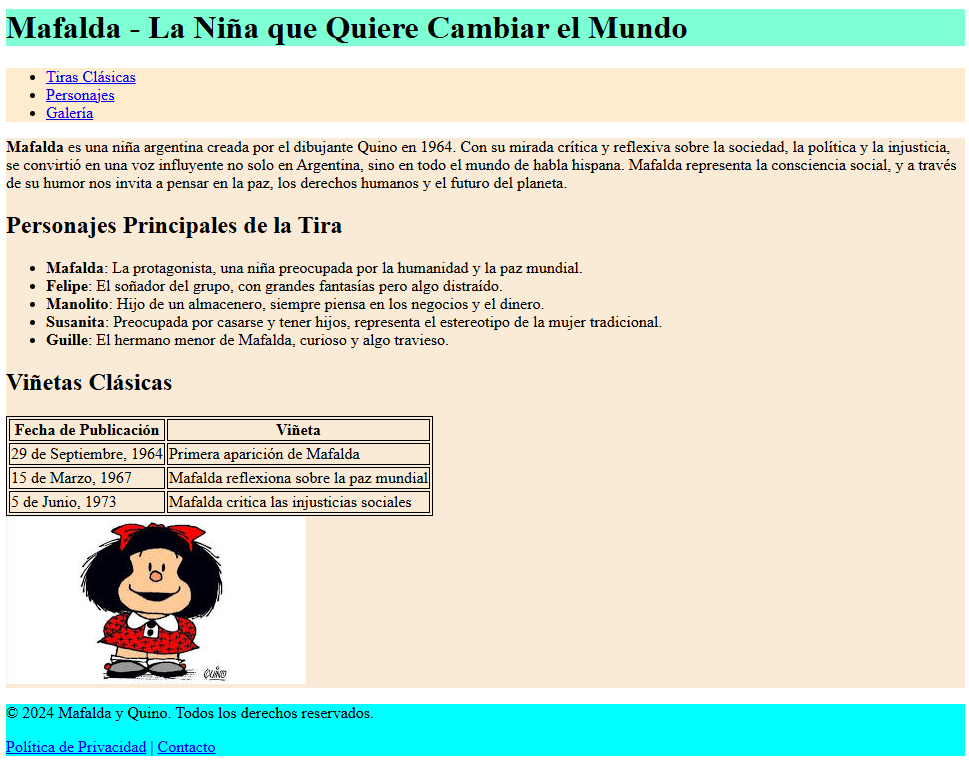 Mafalda - La Niña que Quiere Cambiar el Mundo
Tiras Clásicas
Personajes
Galería
Mafalda es una niña argentina creada por el dibujante Quino en 1964. Con su mirada crítica y reflexiva sobre la sociedad, la política y la injusticia,
se convirtió en una voz influyente no solo en Argentina, sino en todo el mundo de habla hispana. Mafalda representa la consciencia social, y a través
de su humor nos invita a pensar en la paz, los derechos humanos y el futuro del planeta.
Personajes Principales de la Tira
Mafalda: La protagonista, una niña preocupada por la humanidad y la paz mundial.
Felipe: El soñador del grupo, con grandes fantasías pero algo distraído.
Manolito: Hijo de un almacenero, siempre piensa en los negocios y el dinero.
Susanita: Preocupada por casarse y tener hijos, representa el estereotipo de la mujer tradicional.
Guille: El hermano menor de Mafalda, curioso y algo travieso.
Viñetas Clásicas
Fecha de Publicación Viñeta
29 de Septiembre, 1964 Primera aparición de Mafalda
15 de Marzo, 1967 Mafalda reflexiona sobre la paz mundial
5 de Junio, 1973 Mafalda critica las injusticias sociales
QUINO
© 2024 Mafalda y Quino. Todos los derechos reservados.
Política de Privacidad | Contacto